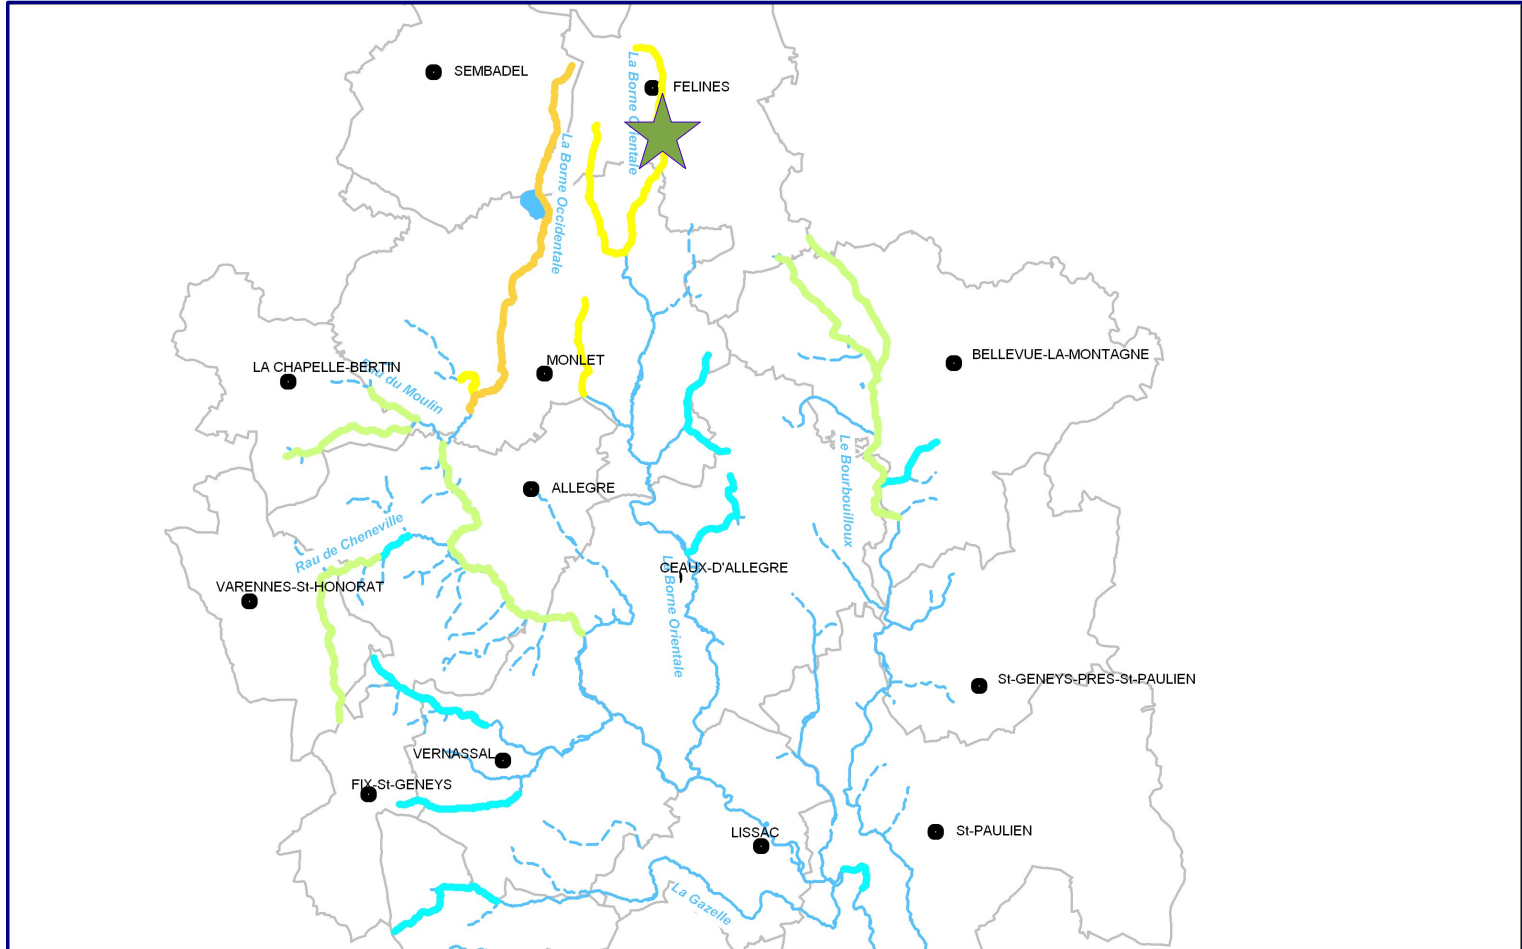 SEMBADEL
FELINES
La Borne Orientale
La Borne Occidentale
MONLET
BELLEVUE-LA-MONTAGNE
LA CHAPELLE-BERTIN
Rau du Moulin
Le Bourbouilloux
ALLEGRE
Rau de Cheneville
CEAUX-D'ALLEGRE
La Borne Orientale
VARENNES-St-HONORAT
St-GENEYS-PRES-St-PAULIEN
VERNASSAL
FIX-St-GENEYS
LISSAC
St-PAULIEN
La Gazelle